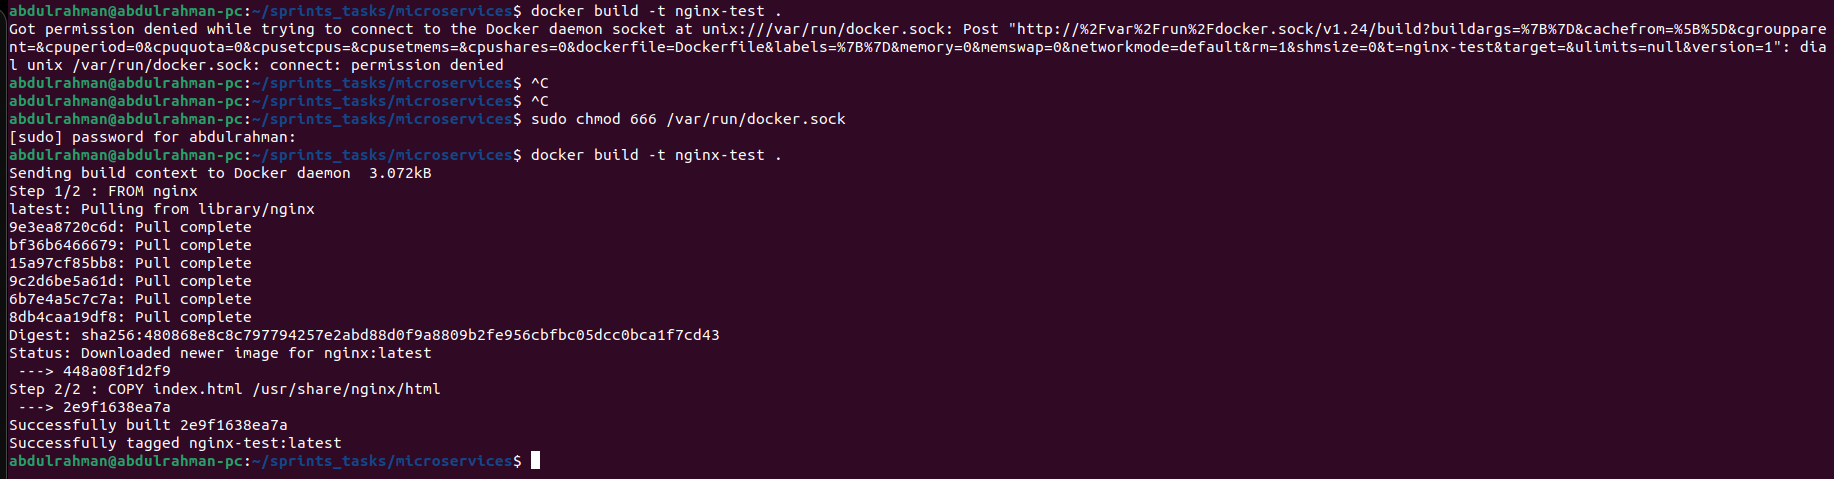 abdulrahman@abdulrahman-pc:~/sprints_tasks/microservices$ docker build -t nginx-test .
Got permission denied while trying to connect to the Docker daemon socket at unix:///var/run/docker.sock: Post "http://%2Fvar%2Frun%2Fdocker.sock/v1.24/build?buildargs=%7B%7D&cachefrom=%5B%5D&cgrouppare
nt=&cpuperiod=0&cpuquota=0&cpusetcpus=&cpusetmems=&cpushares=0&dockerfile=Dockerfile&labels=%7B%7D&memory=0&memswap=0&networkmode=default&rm=1&shmsize=0&t=nginx-test&target=&ulimits=null&version=1": dia
l unix /var/run/docker.sock: connect: permission denied
abdulrahman@abdulrahman-pc:~/sprints_tasks/microservices$ ^C
abdulrahman@abdulrahman-pc:~/sprints_tasks/microservices$ ^C
abdulrahman@abdulrahman-pc:~/sprints_tasks/microservices$ sudo chmod 666 /var/run/docker.sock
[sudo] password for abdulrahman:
abdulrahman@abdulrahman-pc:~/sprints_tasks/microservices$ docker build -t nginx-test .
Sending build context to Docker daemon  3.072kB
Step 1/2 : FROM nginx
latest: Pulling from library/nginx
9e3ea8720c6d: Pull complete
bf36b6466679: Pull complete
15a97cf85bb8: Pull complete
9c2d6be5a61d: Pull complete
6b7e4a5c7c7a: Pull complete
8db4caa19df8: Pull complete
Digest: sha256:480868e8c8c797794257e2abd88d0f9a8809b2fe956cbfbc05dcc0bca1f7cd43
Status: Downloaded newer image for nginx:latest
 ---> 448a08f1d2f9
Step 2/2 : COPY index.html /usr/share/nginx/html
 ---> 2e9f1638ea7a
Successfully built 2e9f1638ea7a
Successfully tagged nginx-test:latest
abdulrahman@abdulrahman-pc:~/sprints_tasks/microservices$